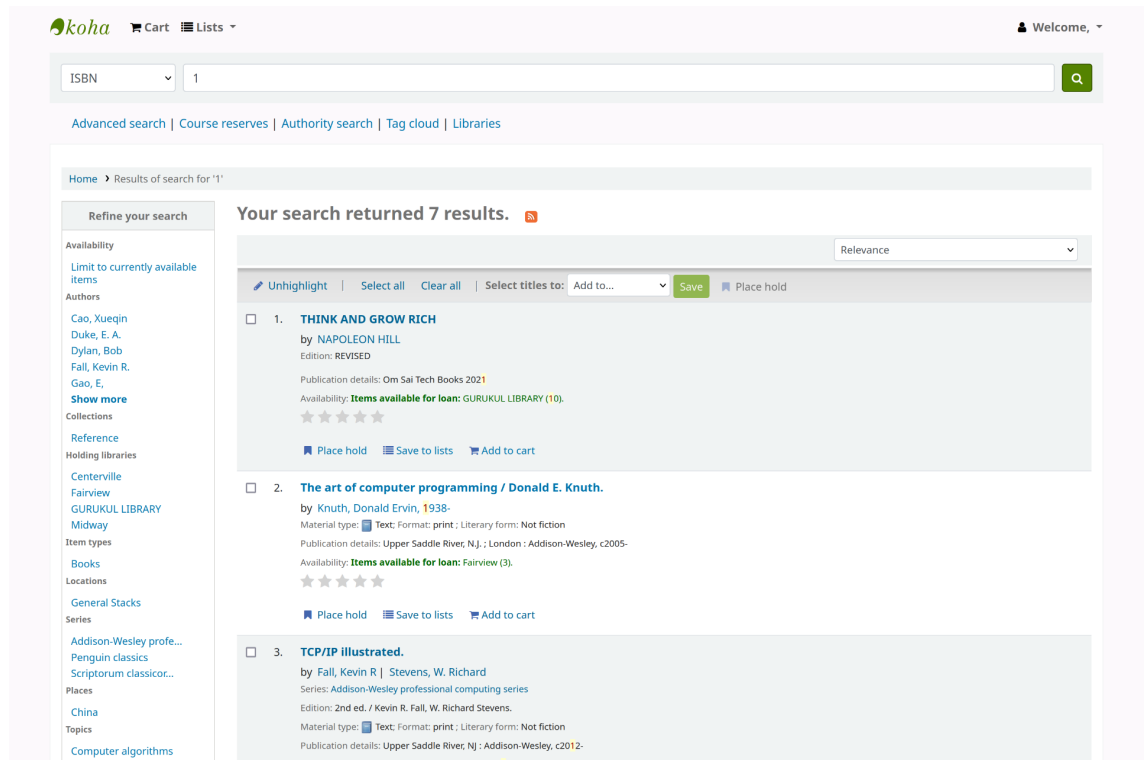 koha Cart Lists Welcome,
ISBN 1
Advanced search | Course reserves | Authority search | Tag cloud | Libraries
Home › Results of search for '1'
Refine your search
Availability
Limit to currently available
items
Authors
Cao, Xueqin
Duke, E. A.
Dylan, Bob
Fall, Kevin R.
Gao, E,
Show more
Collections
Reference
Holding libraries
Centerville
Fairview
GURUKUL LIBRARY
Midway
Item types
Books
Locations
General Stacks
Series
Addison-Wesley profe...
Penguin classics
Scriptorum classicor...
Places
China
Topics
Computer algorithms
Your search returned 7 results.
Relevance
Unhighlight | Select all Clear all | Select titles to: Add to... Save Place hold
1. THINK AND GROW RICH
by NAPOLEON HILL
Edition: REVISED
Publication details: Om Sai Tech Books 2021
Availability: Items available for loan: GURUKUL LIBRARY (10).
Place hold Save to lists Add to cart
2. The art of computer programming / Donald E. Knuth.
by Knuth, Donald Ervin, 1938-
Material type: Text; Format: print ; Literary form: Not fiction
Publication details: Upper Saddle River, N.J. ; London : Addison-Wesley, c2005-
Availability: Items available for loan: Fairview (3).
Place hold Save to lists Add to cart
3. TCP/IP illustrated.
by Fall, Kevin R | Stevens, W. Richard
Series: Addison-Wesley professional computing series
Edition: 2nd ed. / Kevin R. Fall, W. Richard Stevens.
Material type: Text; Format: print ; Literary form: Not fiction
Publication details: Upper Saddle River, NJ : Addison-Wesley, c2012-